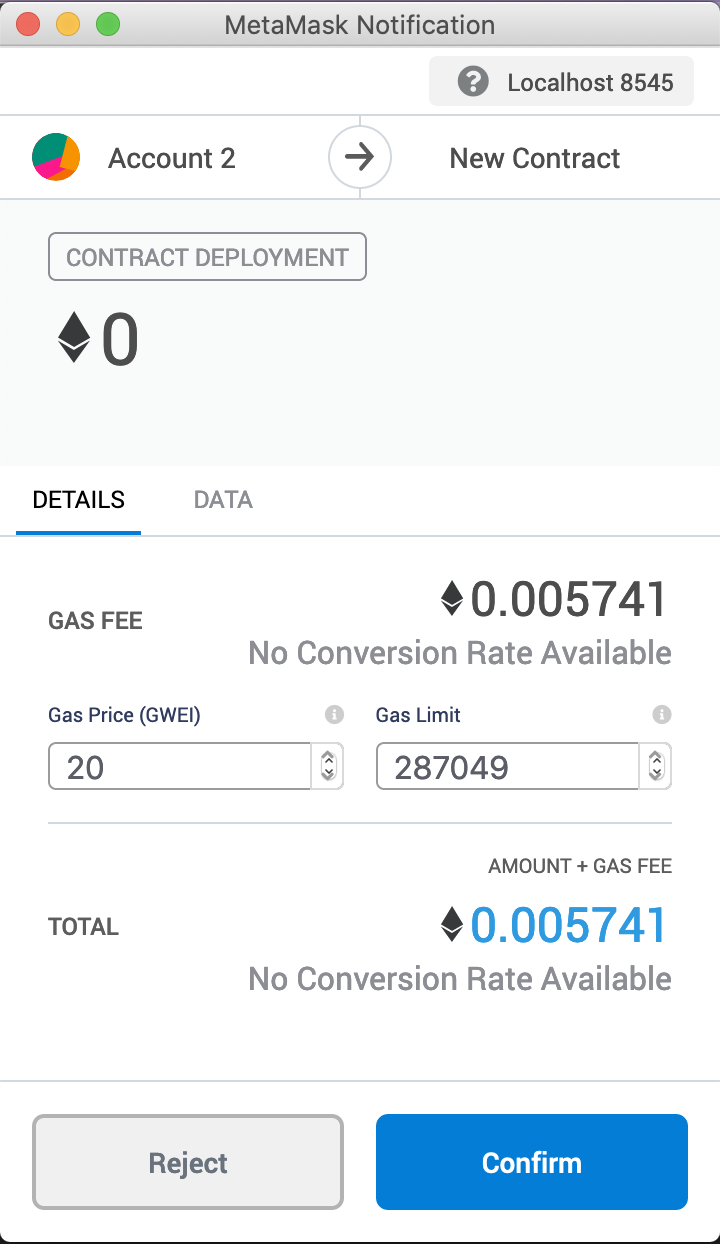 MetaMask Notification
Localhost 8545
Account 2
New Contract
CONTRACT DEPLOYMENT
0
DETAILS DATA
GAS FEE
0.005741
No Conversion Rate Available
Gas Price (GWEI)
Gas Limit
20
287049
AMOUNT + GAS FEE
TOTAL
0.005741
No Conversion Rate Available
Reject
Confirm